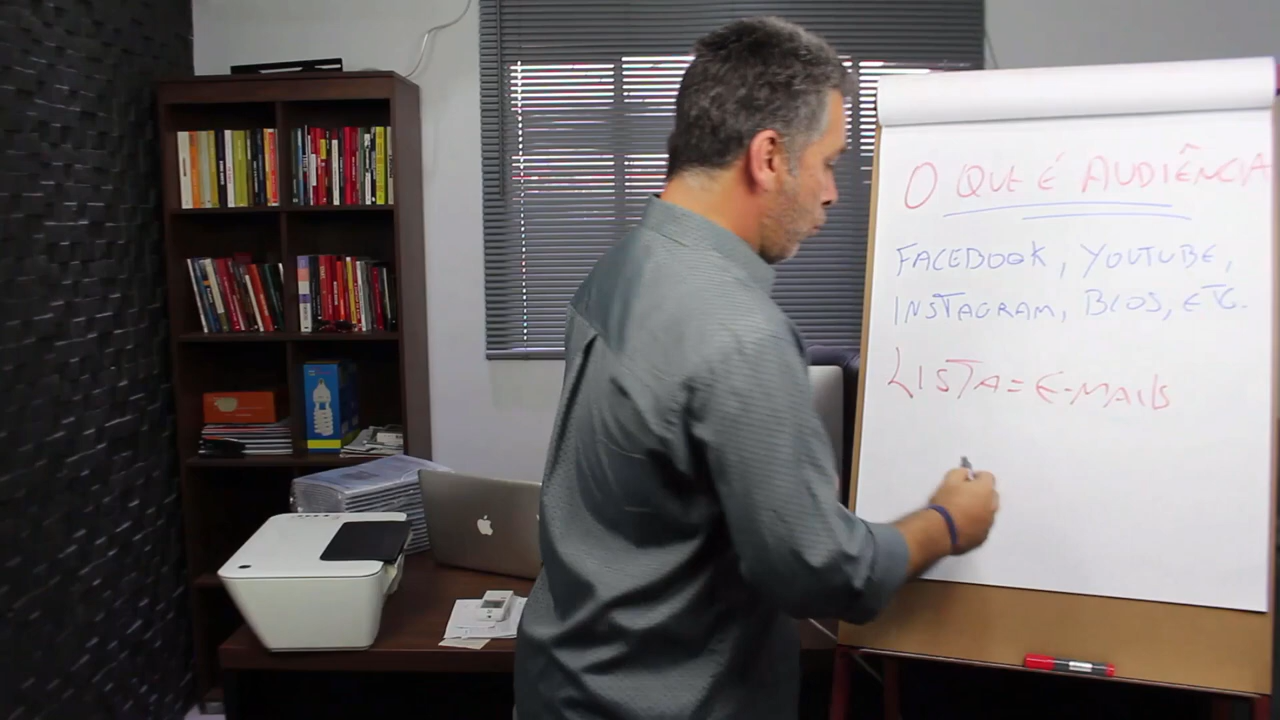 O QUE É AUDIÊNCIA
FACEBOOK, YOUTUBE,
INSTAGRAM, BLOG, ETC.
LISTA = E-MAILS